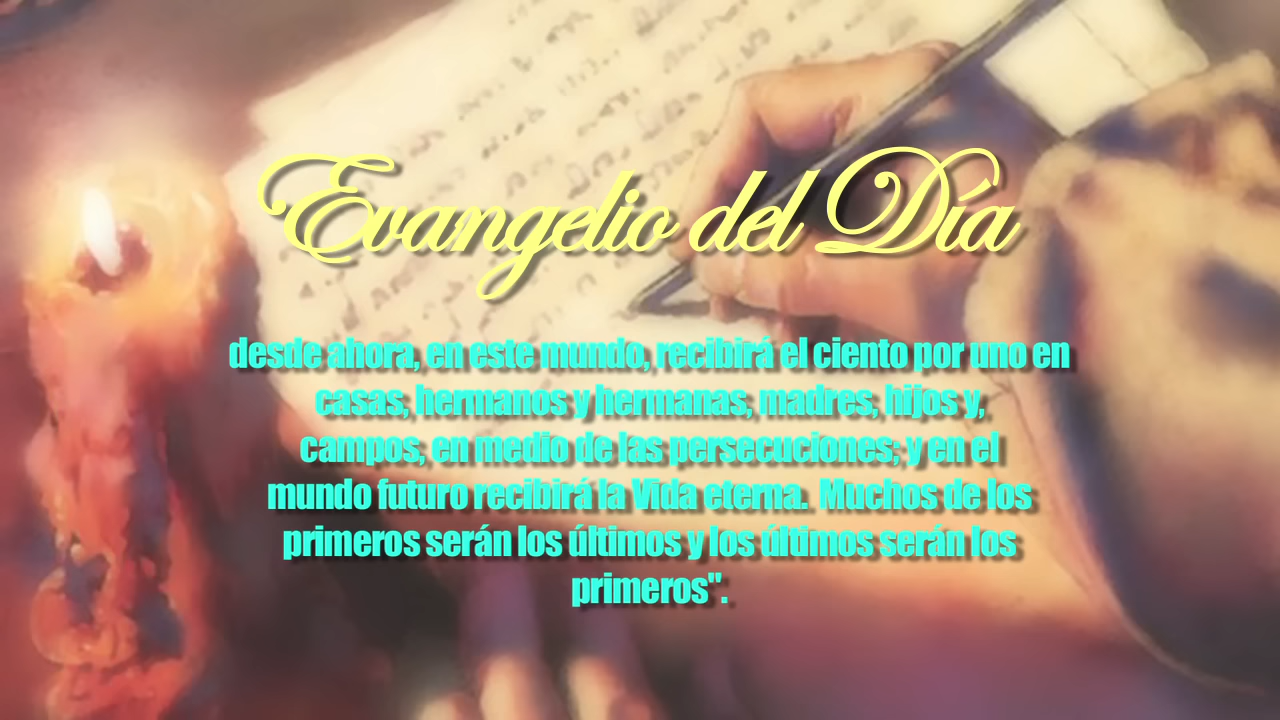 Evangelio del Día
desde ahora, en este mundo, recibirá el ciento por uno en
casas, hermanos y hermanas, madres, hijos y,
campos, en medio de las persecuciones; y en el
mundo futuro recibirá la Vida eterna.  Muchos de los
primeros serán los últimos y los últimos serán los
primeros".